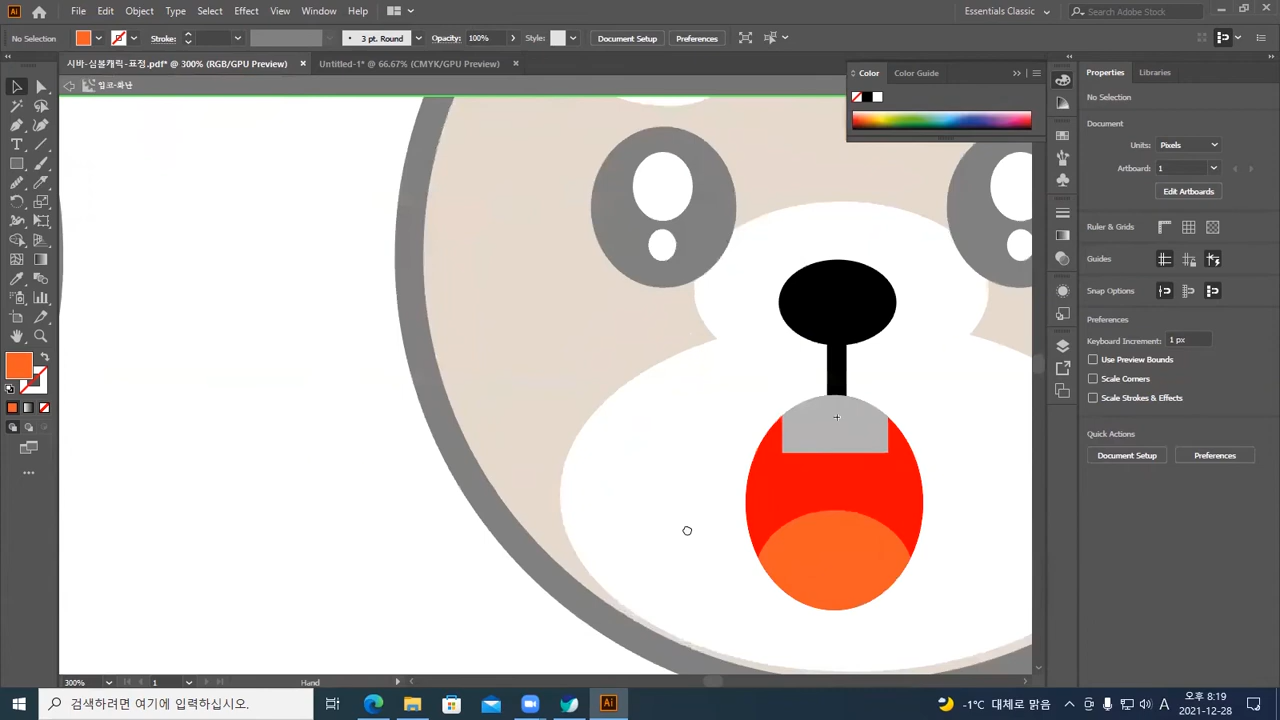 File Edit Object Type Select Effect View Window Help
Essentials Classic
Search Adobe Stock
No Selection
Stroke:
3 pt. Round
Opacity: 100%
Style:
Document Setup
Preferences
시바-심볼캐릭-표정.pdf* @ 300% (RGB/GPU Preview)
Untitled-1* @ 66.67% (CMYK/GPU Preview)
Color
Color Guide
Properties
Libraries
No Selection
Document
Units: Pixels
Artboard: 1
Edit Artboards
Ruler & Grids
Guides
Snap Options
Preferences
Keyboard Increment: 1 px
Use Preview Bounds
Scale Corners
Scale Strokes & Effects
Quick Actions
Document Setup
Preferences
300%
1
Hand
검색하려면 여기에 입력하십시오.
Ai
-1°C 대체로 맑음
A
오후 8:19
2021-12-28